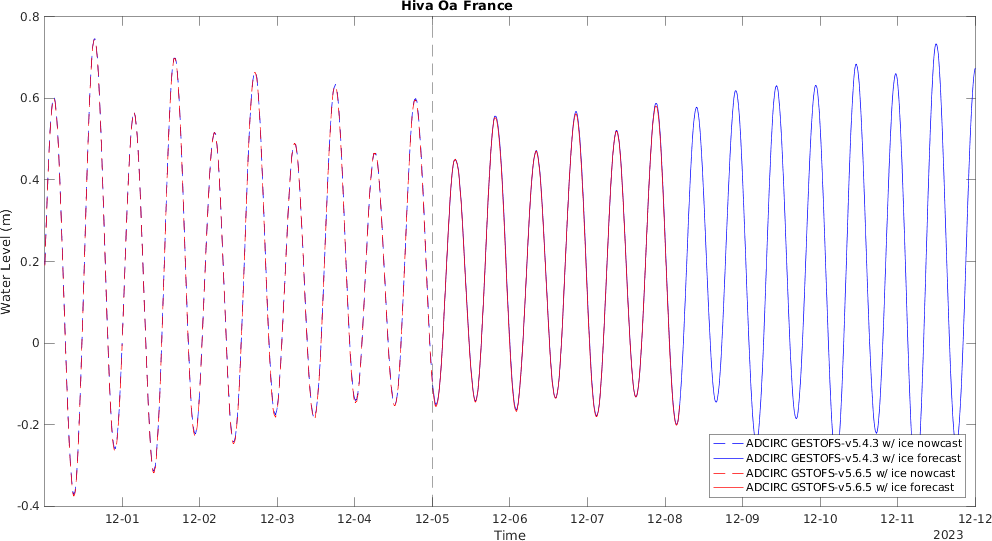 Hiva Oa France
0.8
0.6
0.4
0.2
0
-0.2
-0.4
Water Level (m)
ADCIRC GESTOFS-v5.4.3 w/ ice nowcast
ADCIRC GESTOFS-v5.4.3 w/ ice forecast
ADCIRC GSTOFS-v5.6.5 w/ ice nowcast
ADCIRC GSTOFS-v5.6.5 w/ ice forecast
12-01 12-02 12-03 12-04 12-05 12-06 12-07 12-08 12-09 12-10 12-11 12-12
Time
2023